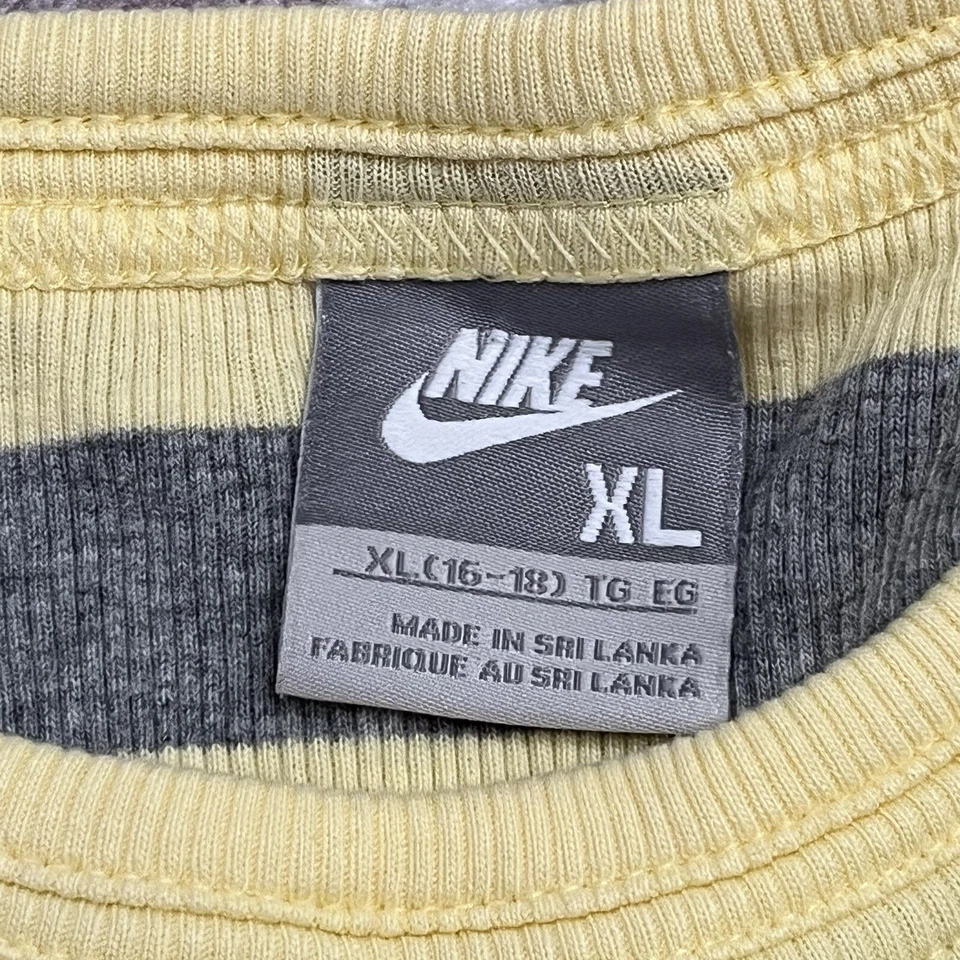 NIKE
XL
XL(16-18) TG EG
MADE IN SRI LANKA
FABRIQUE AU SRI LANKA